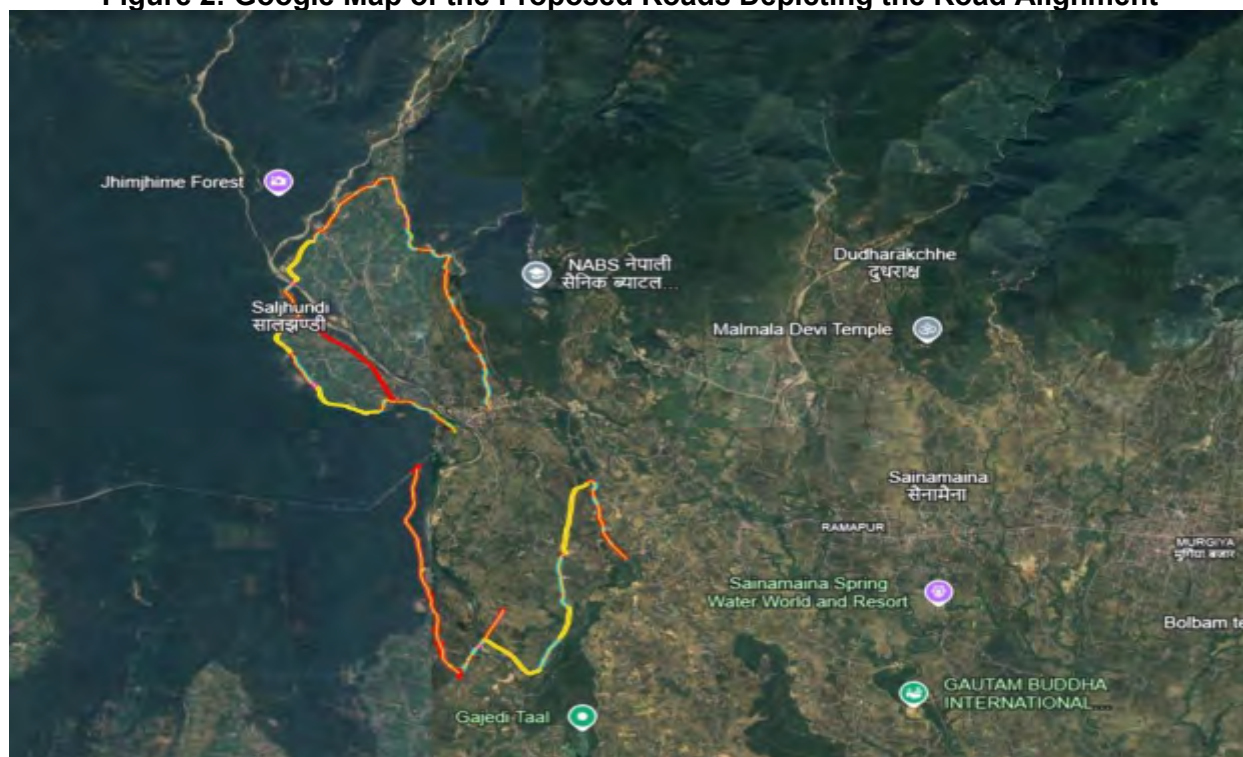 Figure 2: Google Map of the Proposed Roads Depicting the Road Alignment
Jhimjhime Forest
NABS नेपाली
सैनिक ब्याटल...
Dudharakchhe
दुधराक्ष
Saljhundi
सालझण्डी
Malmala Devi Temple
Sainamaina
सैनामैना
RAMAPUR
MURGIYA
मुर्गिया बजार
Sainamaina Spring
Water World and Resort
Bolbam te
GAUTAM BUDDHA
INTERNATIONAL...
Gajedi Taal